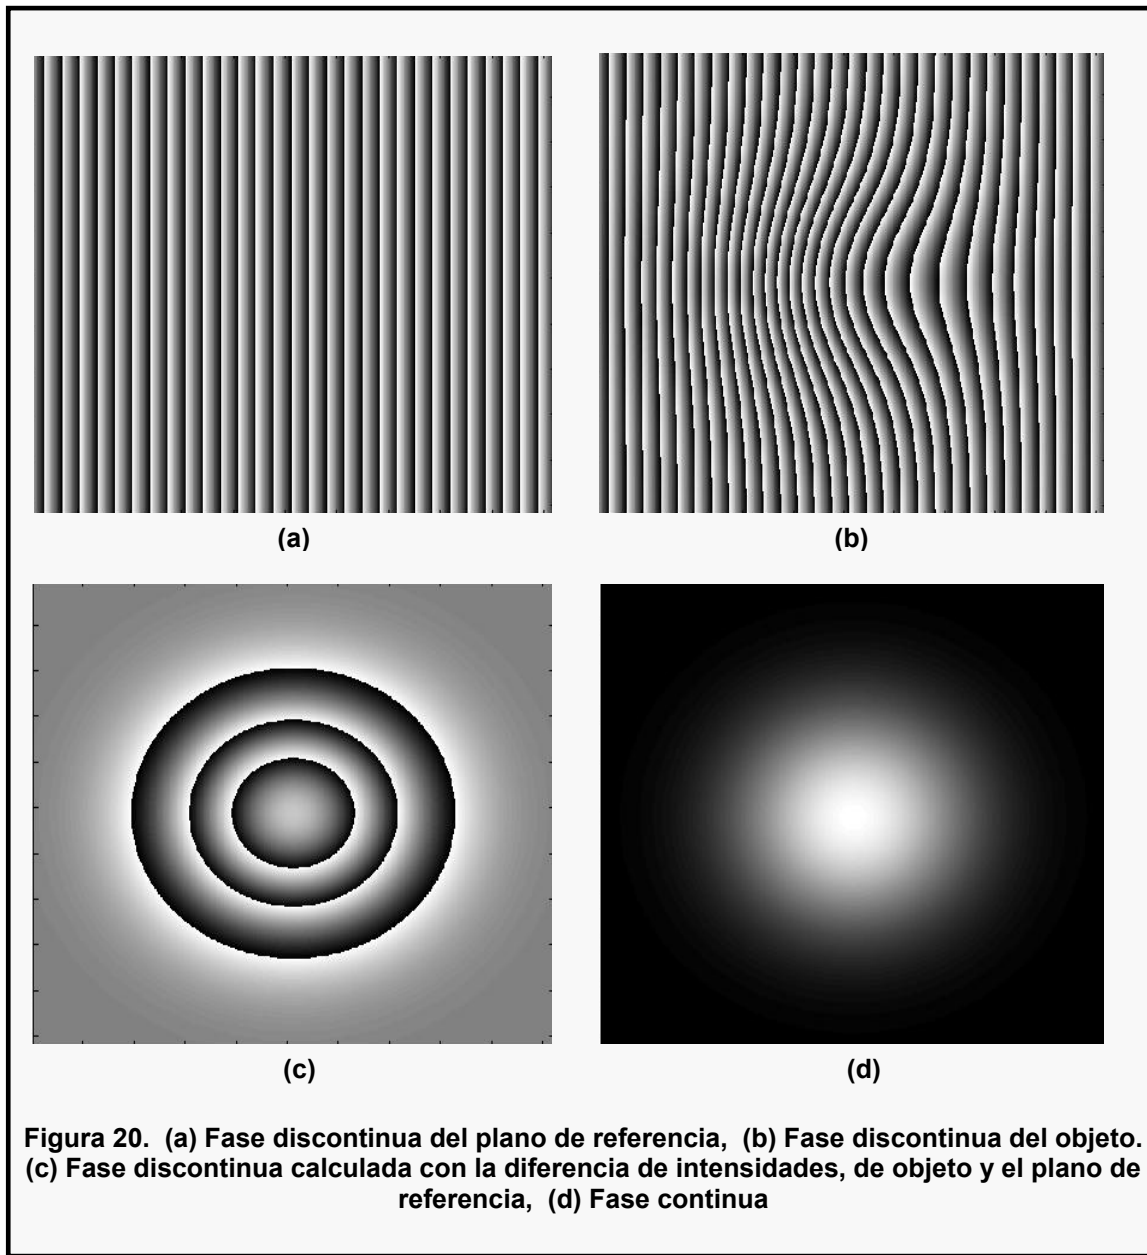 (a)
(b)
(c)
(d)
Figura 20. (a) Fase discontinua del plano de referencia, (b) Fase discontinua del objeto.
(c) Fase discontinua calculada con la diferencia de intensidades, de objeto y el plano de
referencia, (d) Fase continua